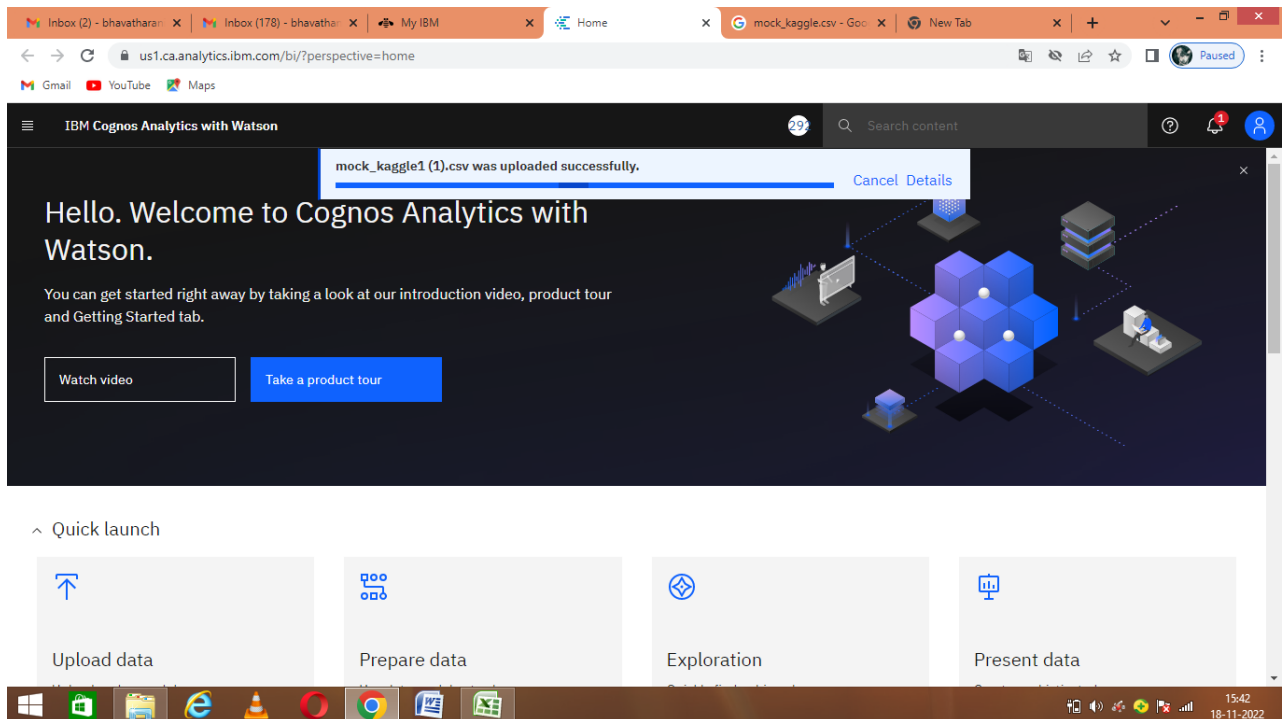 Inbox (2) - bhavatharan
Inbox (178) - bhavathar
My IBM
Home
mock_kaggle.csv - Goo
New Tab
us1.ca.analytics.ibm.com/bi/?perspective=home
Paused
Gmail
YouTube
Maps
IBM Cognos Analytics with Watson
292
Search content
1
mock_kaggle1 (1).csv was uploaded successfully.
Cancel Details
Hello. Welcome to Cognos Analytics with
Watson.
You can get started right away by taking a look at our introduction video, product tour
and Getting Started tab.
Watch video
Take a product tour
Quick launch
Upload data
Prepare data
Exploration
Present data
15:42
18-11-2022